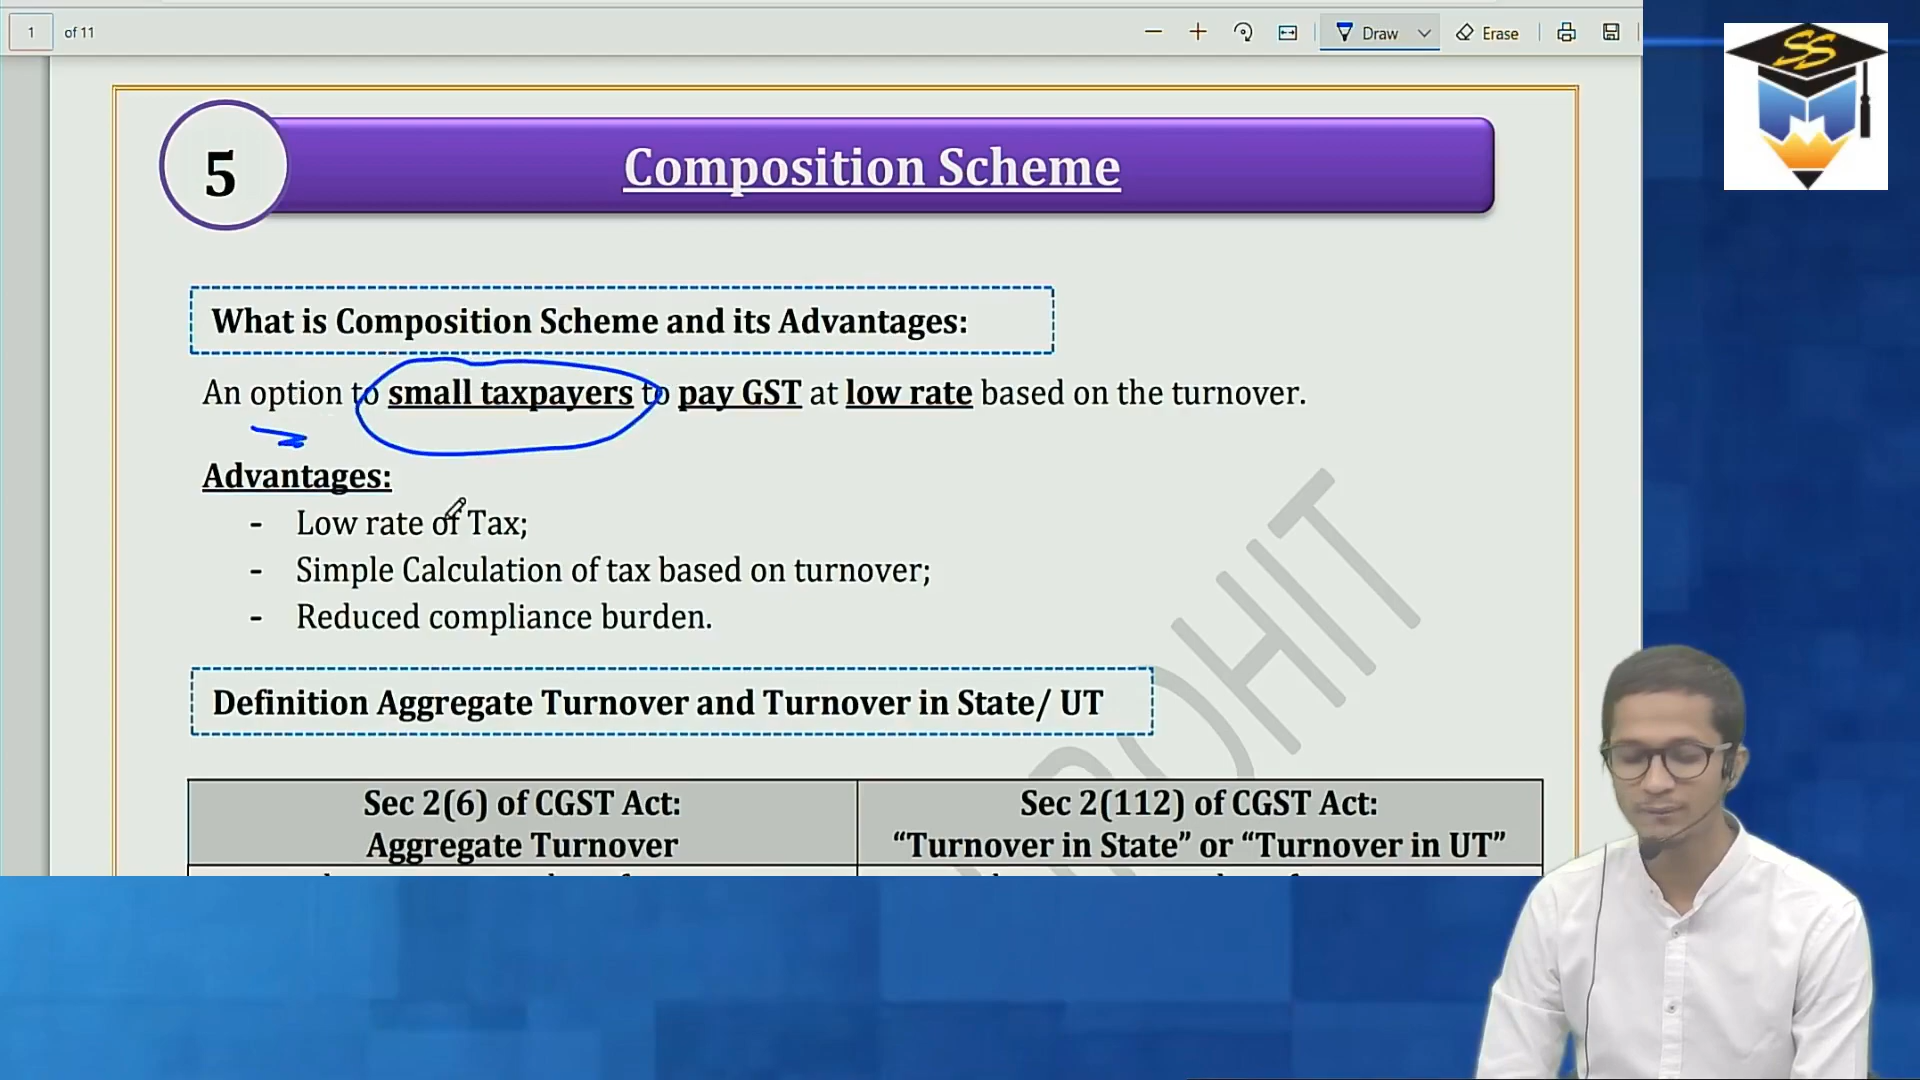 1 of 11
Draw
Erase
SS
5
Composition Scheme
What is Composition Scheme and its Advantages:
An option to small taxpayers to pay GST at low rate based on the turnover.
Advantages:
- Low rate of Tax;
- Simple Calculation of tax based on turnover;
- Reduced compliance burden.
Definition Aggregate Turnover and Turnover in State/ UT
Sec 2(6) of CGST Act:
Aggregate Turnover
Sec 2(112) of CGST Act:
“Turnover in State” or “Turnover in UT”